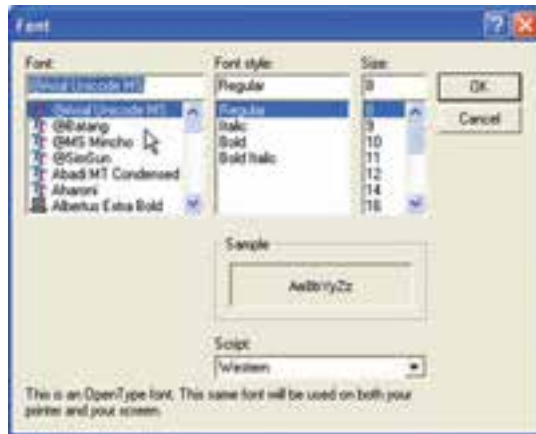 Font
Font: Font style: Size:
@Arial Unicode MS Regular 8 OK
@Arial Unicode MS Regular 8 Cancel
@Batang Italic 9
@MS Mincho Bold 10
@SimSun Bold Italic 11
Abadi MT Condensed 12
Aharoni 14
Albertus Extra Bold 16
Sample
AaBbYyZz
Script:
Western
This is an OpenType font. This same font will be used on both your
printer and your screen.